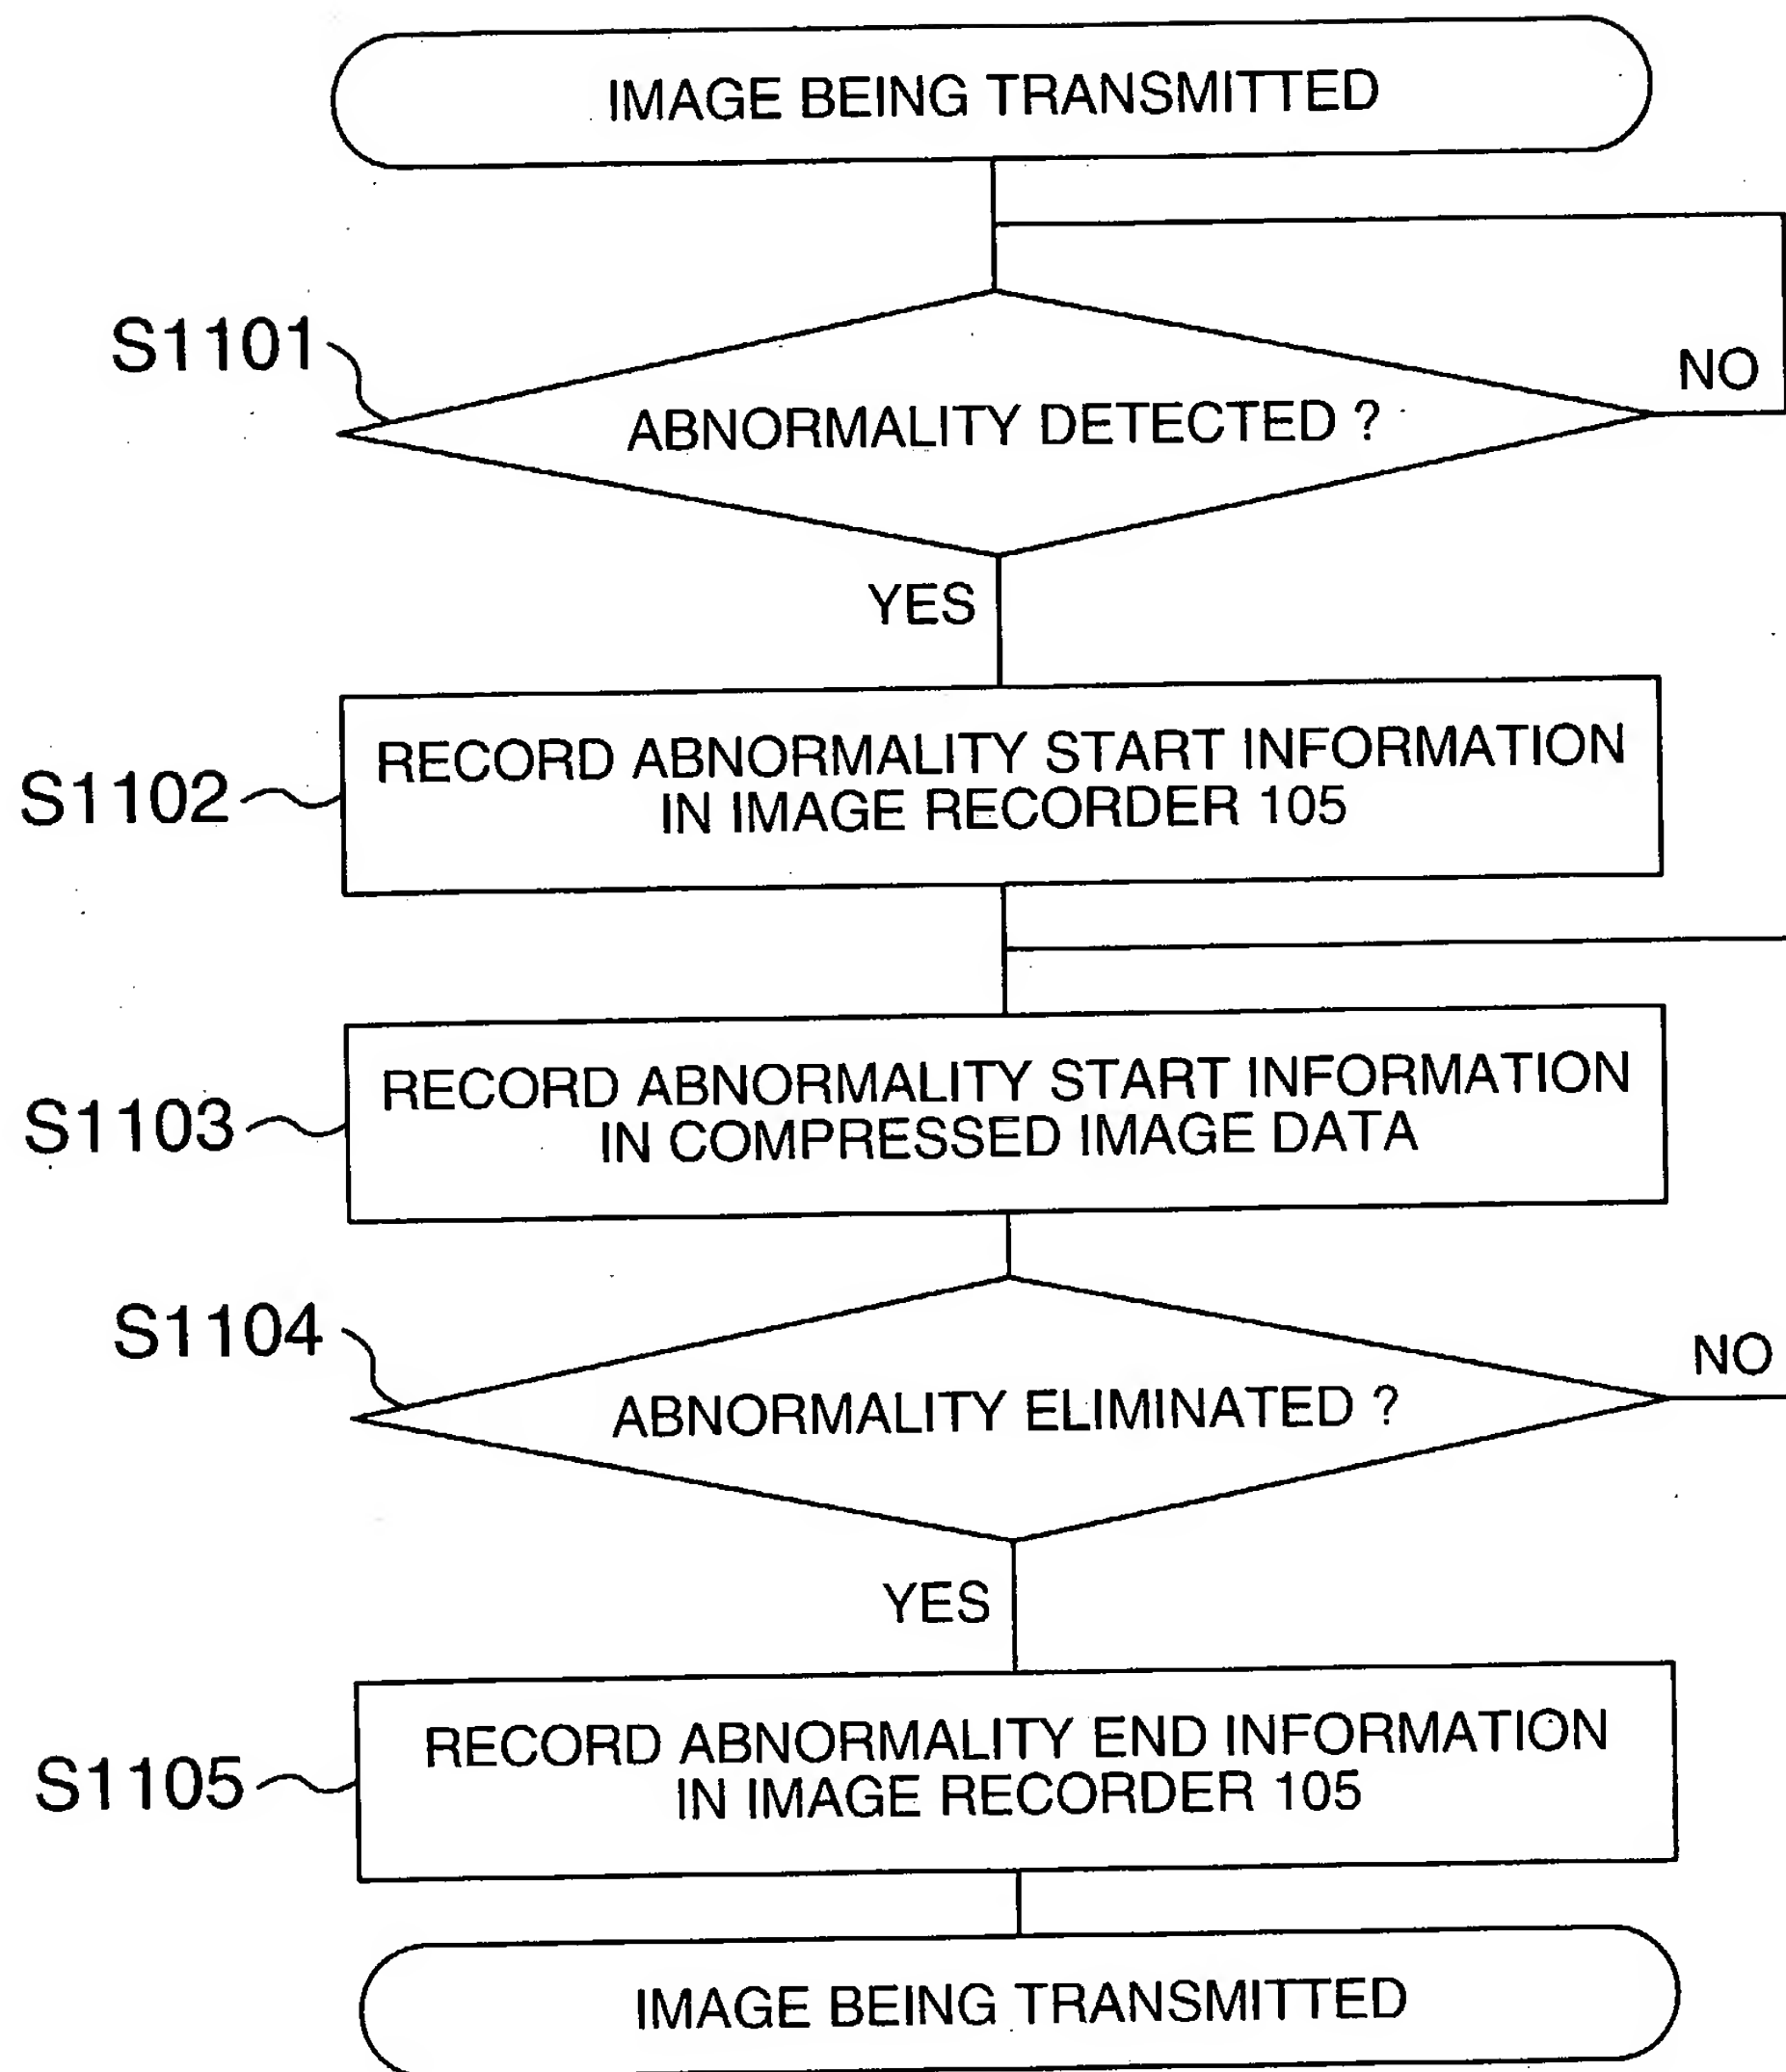 IMAGE BEING TRANSMITTED
S1101
ABNORMALITY DETECTED ?
NO
YES
S1102
RECORD ABNORMALITY START INFORMATION
IN IMAGE RECORDER 105
S1103
RECORD ABNORMALITY START INFORMATION
IN COMPRESSED IMAGE DATA
S1104
ABNORMALITY ELIMINATED ?
NO
YES
S1105
RECORD ABNORMALITY END INFORMATION
IN IMAGE RECORDER 105
IMAGE BEING TRANSMITTED